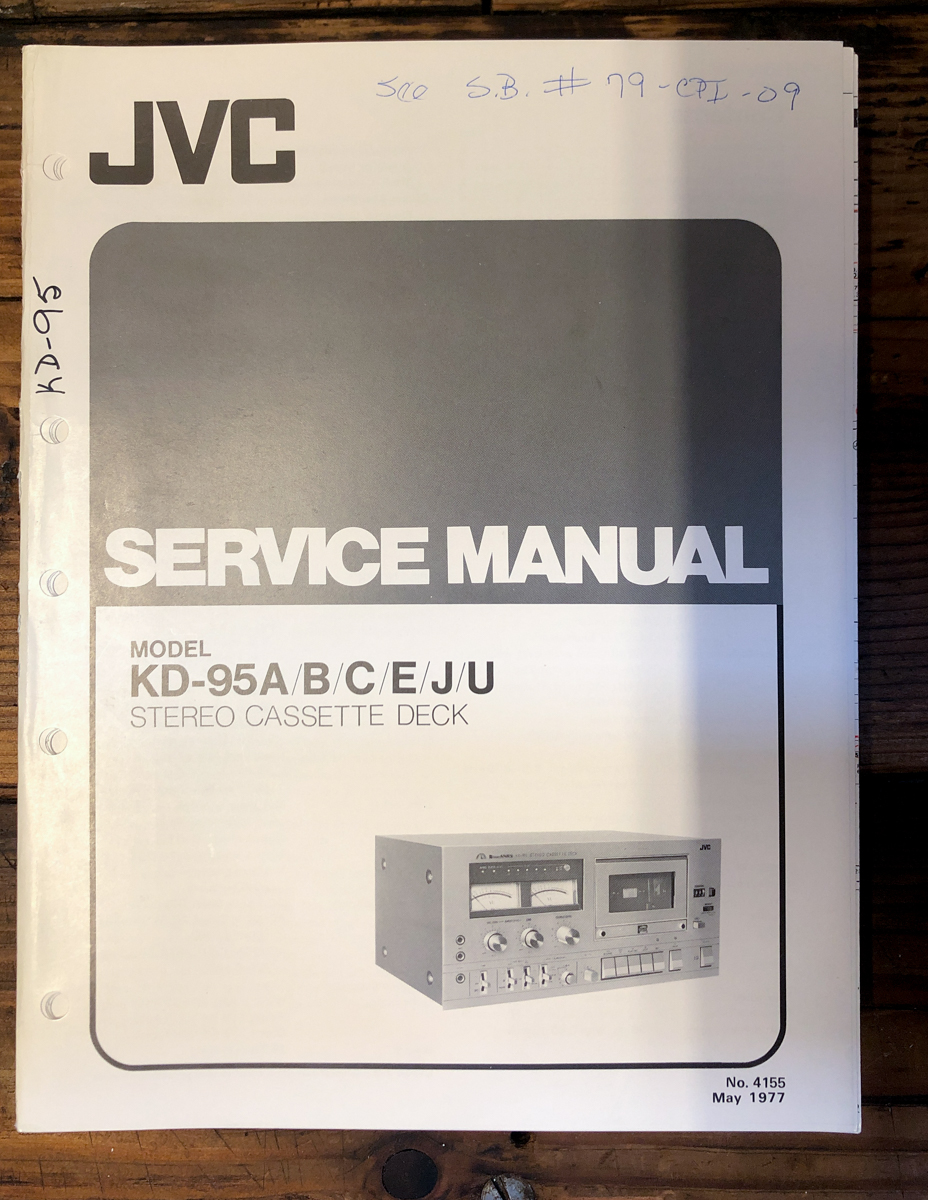 See S.B. # 79-CPI-09
JVC
KD-95
SERVICE MANUAL
MODEL
KD-95A/B/C/E/J/U
STEREO CASSETTE DECK
JVC
No. 4155
May 1977